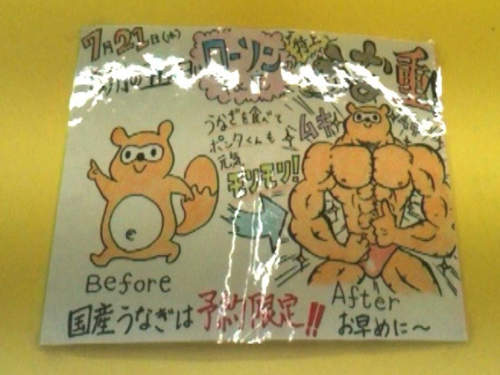 7月21日(水)
ローソン
重
うなぎを食べて
ポンタくんも
元気
モリモリ!
ムキッ
Before
After
国産うなぎは予約限定!!
お早めに〜